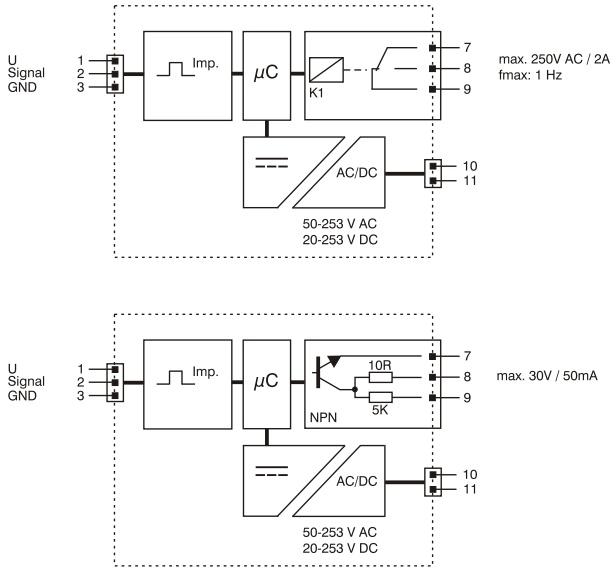 U 1
Signal 2
GND 3
Imp.
µC
K1
7
8
9
max. 250V AC / 2A
fmax: 1 Hz
AC/DC
10
11
50-253 V AC
20-253 V DC
U 1
Signal 2
GND 3
Imp.
µC
10R
5K
NPN
7
8
9
max. 30V / 50mA
AC/DC
10
11
50-253 V AC
20-253 V DC